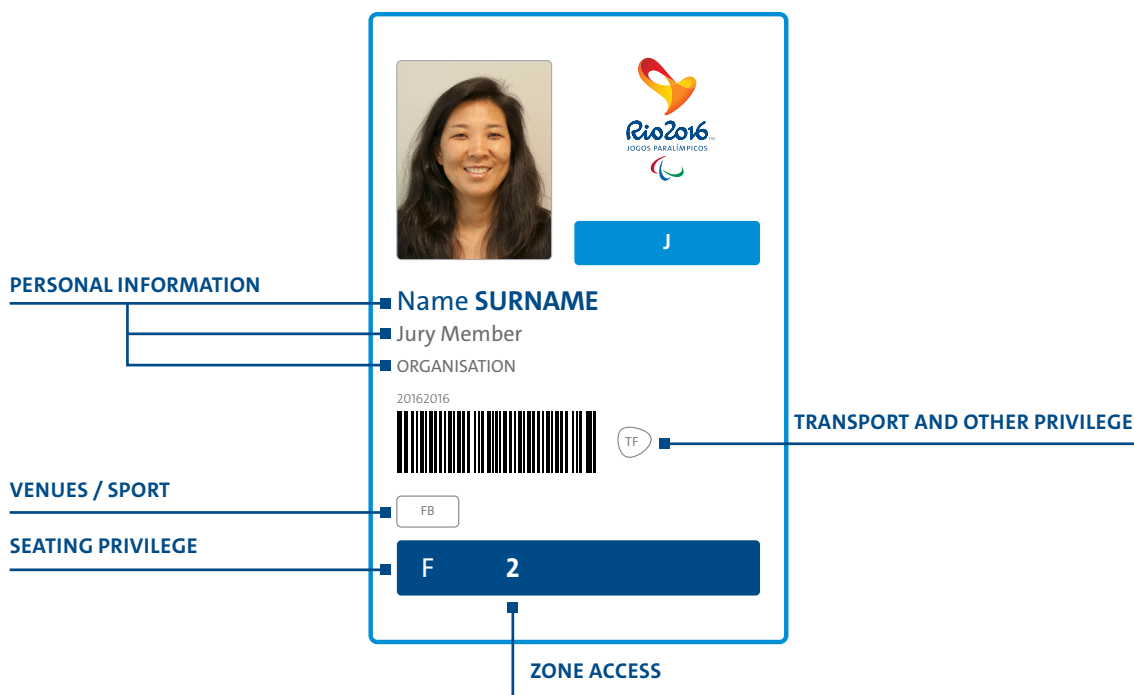 Rio2016™
JOGOS PARALÍMPICOS
J
PERSONAL INFORMATION
Name SURNAME
Jury Member
ORGANISATION
20162016
TRANSPORT AND OTHER PRIVILEGE
TF
VENUES / SPORT
FB
SEATING PRIVILEGE
F 2
ZONE ACCESS